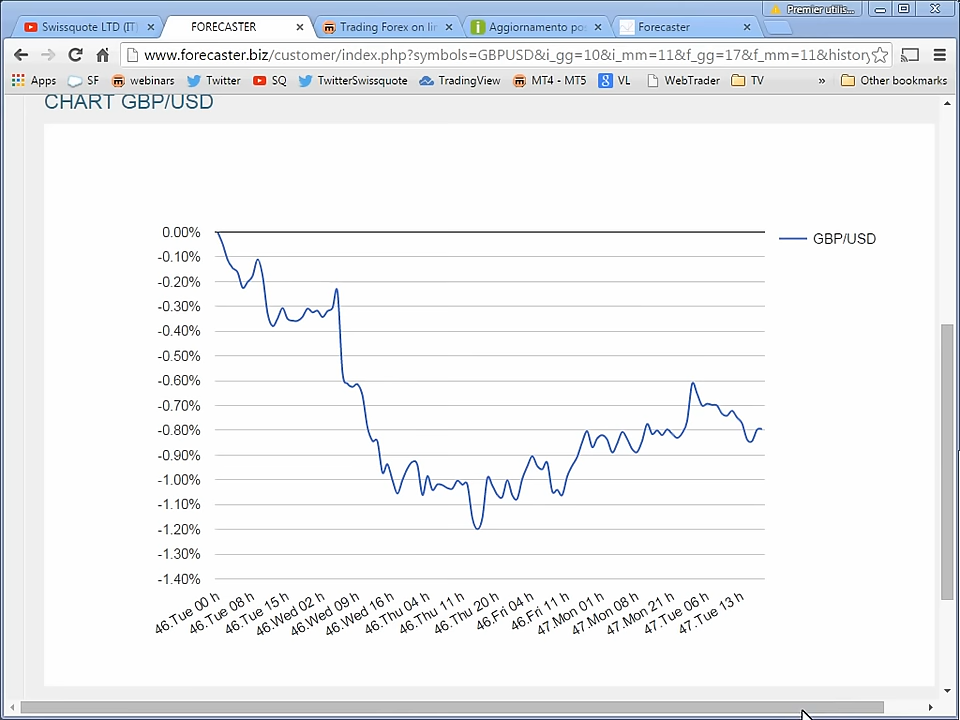 Premier utilis...
Swissquote LTD (IT)
FORECASTER
Trading Forex on lin
Aggiornamento po
Forecaster
www.forecaster.biz/customer/index.php?symbols=GBPUSD&i_gg=10&i_mm=11&f_gg=17&f_mm=11&history
Apps SF webinars Twitter SQ TwitterSwissquote TradingView MT4 - MT5 VL WebTrader TV » Other bookmarks
CHART GBP/USD
0.00%
GBP/USD
-0.10%
-0.20%
-0.30%
-0.40%
-0.50%
-0.60%
-0.70%
-0.80%
-0.90%
-1.00%
-1.10%
-1.20%
-1.30%
-1.40%
46.Tue 00 h
46.Tue 08 h
46.Tue 15 h
46.Wed 02 h
46.Wed 09 h
46.Wed 16 h
46.Thu 04 h
46.Thu 11 h
46.Thu 20 h
46.Fri 04 h
46.Fri 11 h
47.Mon 01 h
47.Mon 08 h
47.Mon 21 h
47.Tue 06 h
47.Tue 13 h